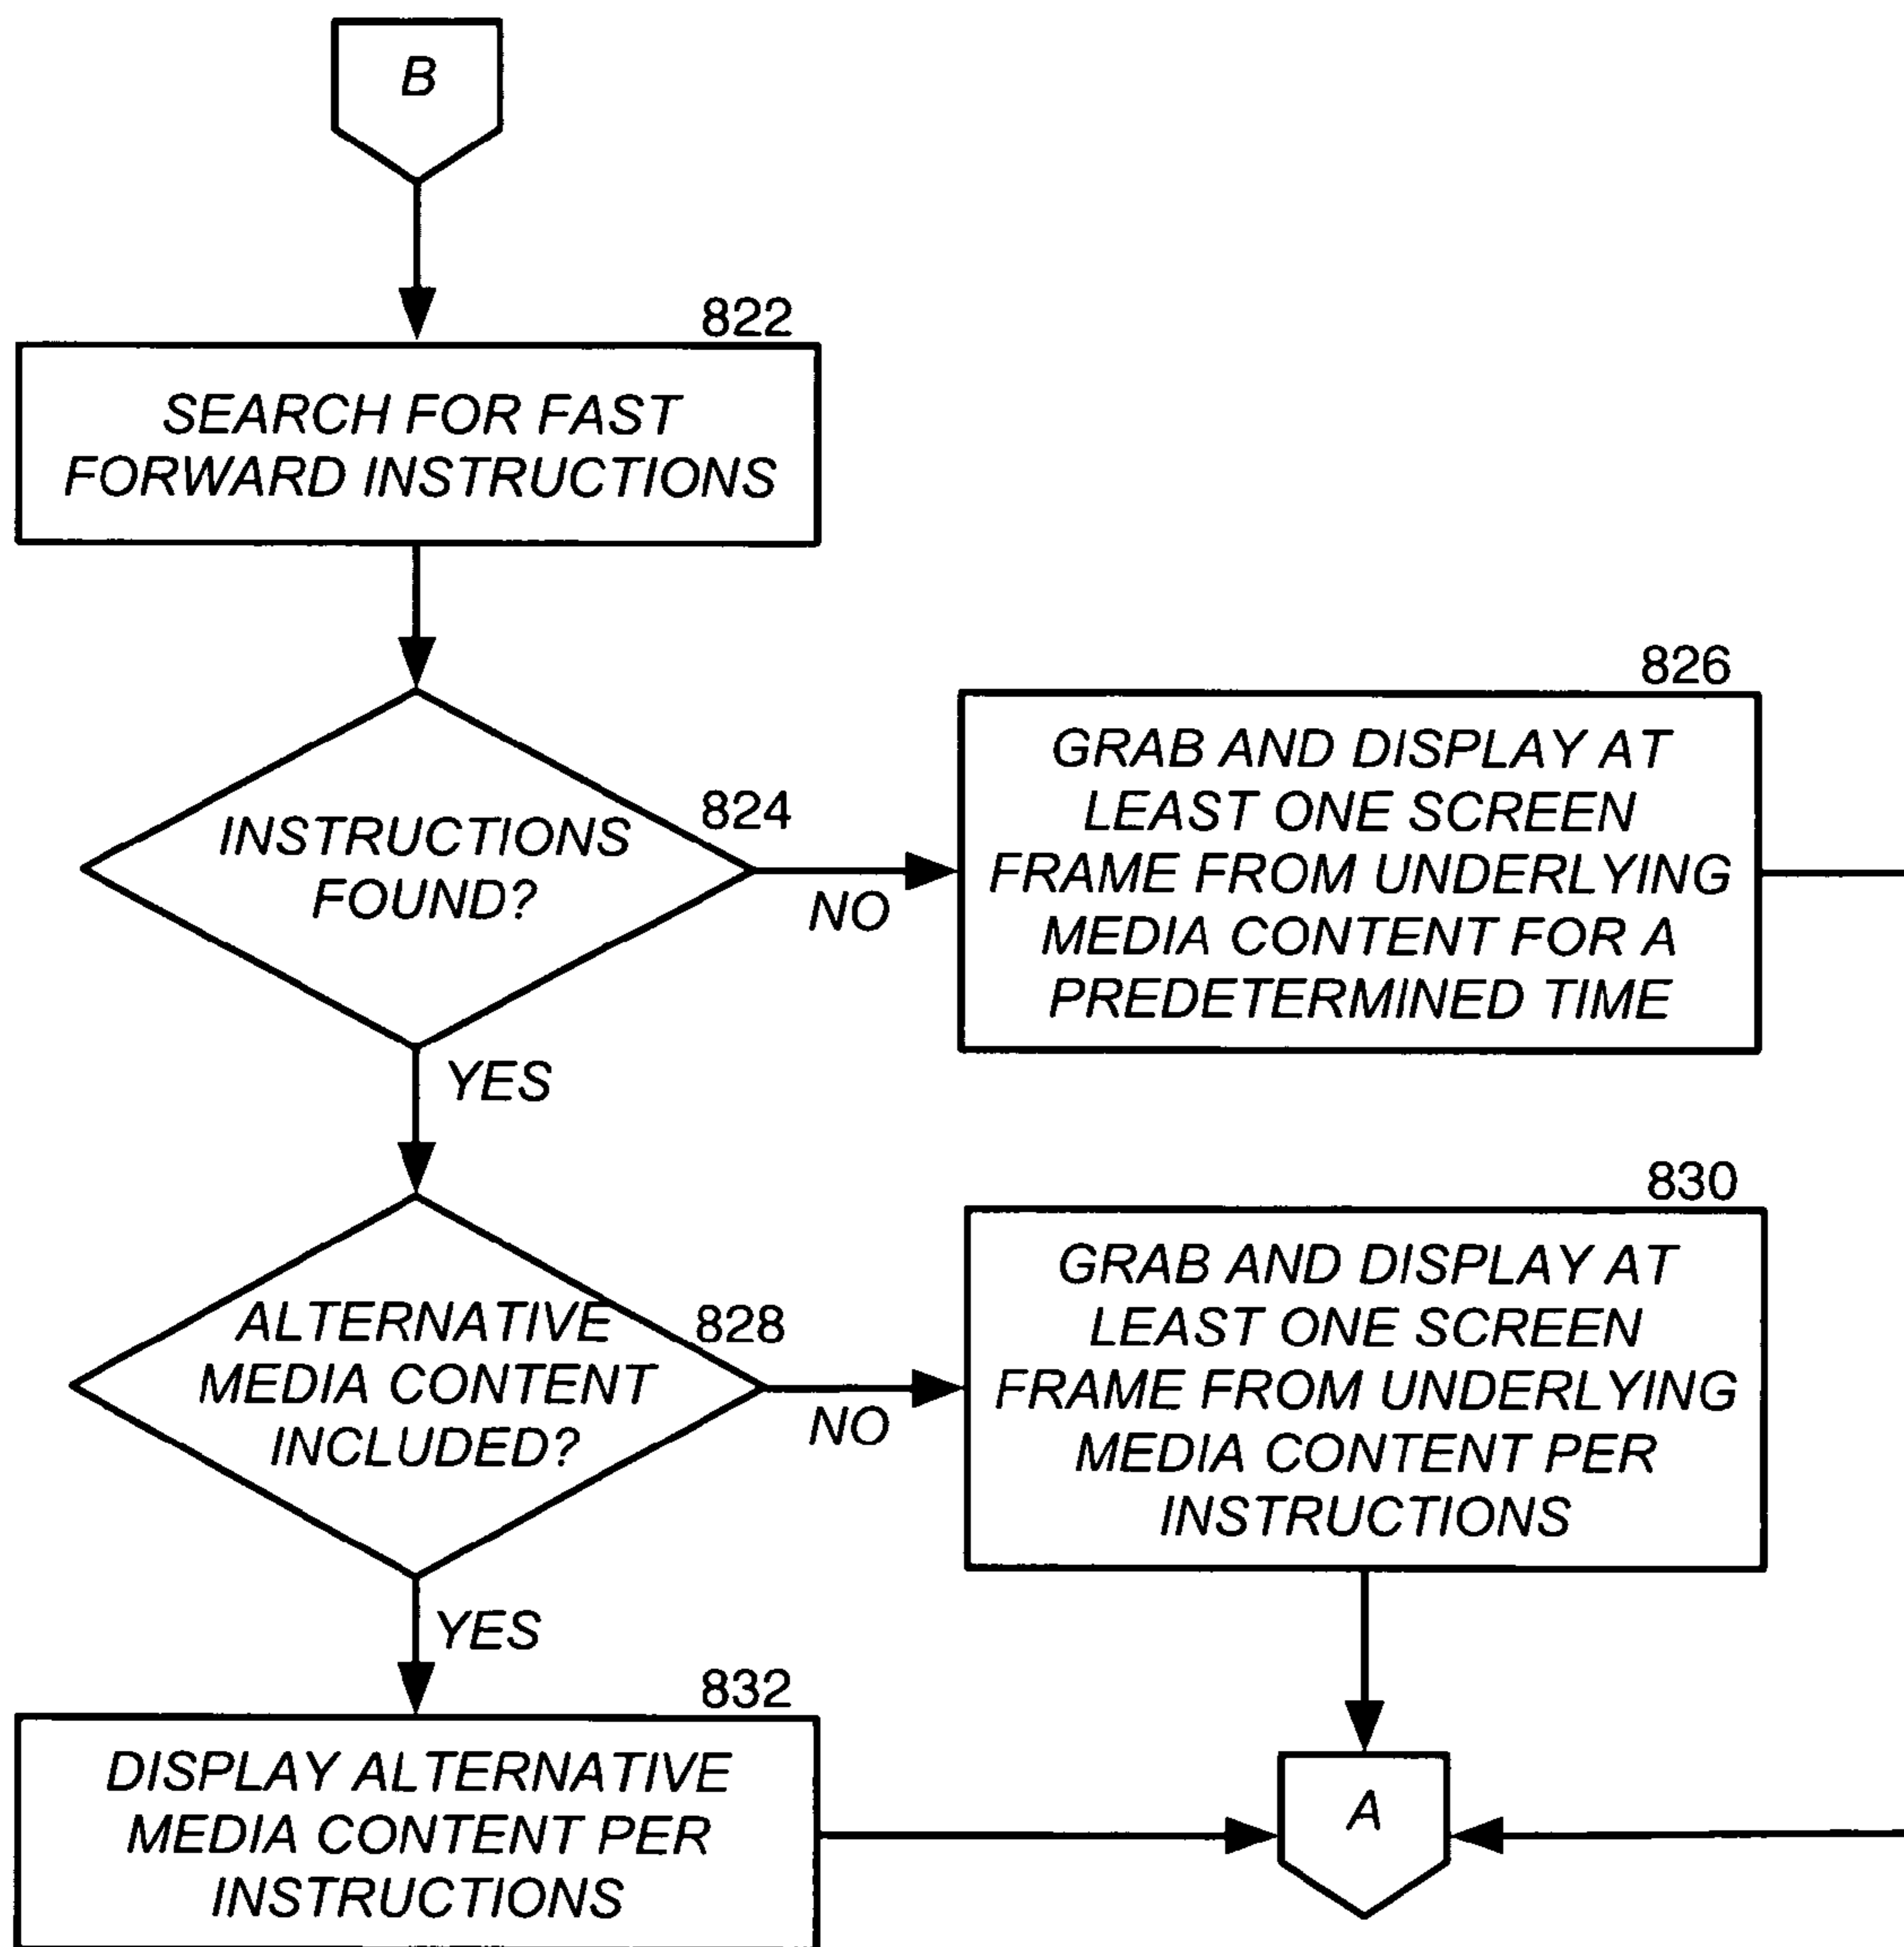 B
822
SEARCH FOR FAST
FORWARD INSTRUCTIONS
824
INSTRUCTIONS
FOUND?
NO
YES
826
GRAB AND DISPLAY AT
LEAST ONE SCREEN
FRAME FROM UNDERLYING
MEDIA CONTENT FOR A
PREDETERMINED TIME
828
ALTERNATIVE
MEDIA CONTENT
INCLUDED?
NO
YES
830
GRAB AND DISPLAY AT
LEAST ONE SCREEN
FRAME FROM UNDERLYING
MEDIA CONTENT PER
INSTRUCTIONS
832
DISPLAY ALTERNATIVE
MEDIA CONTENT PER
INSTRUCTIONS
A